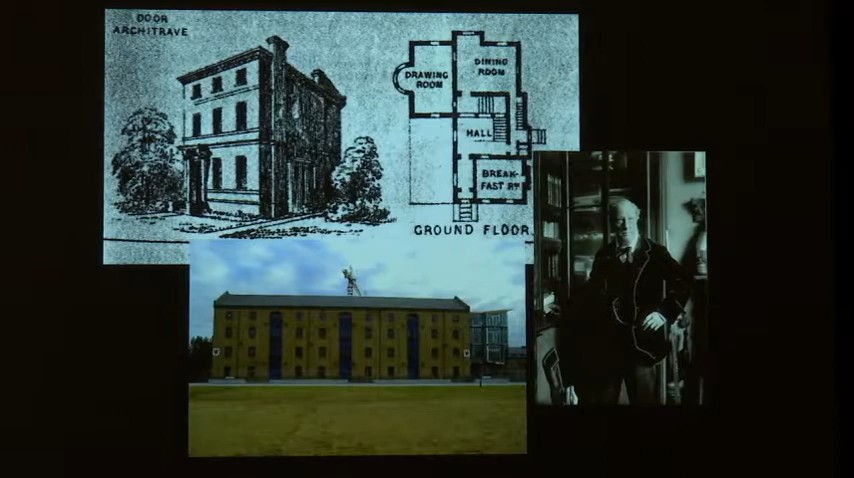 DOOR
ARCHITRAVE
DINING
ROOM
DRAWING
ROOM
HALL
BREAK-
FAST RM
GROUND FLOOR.